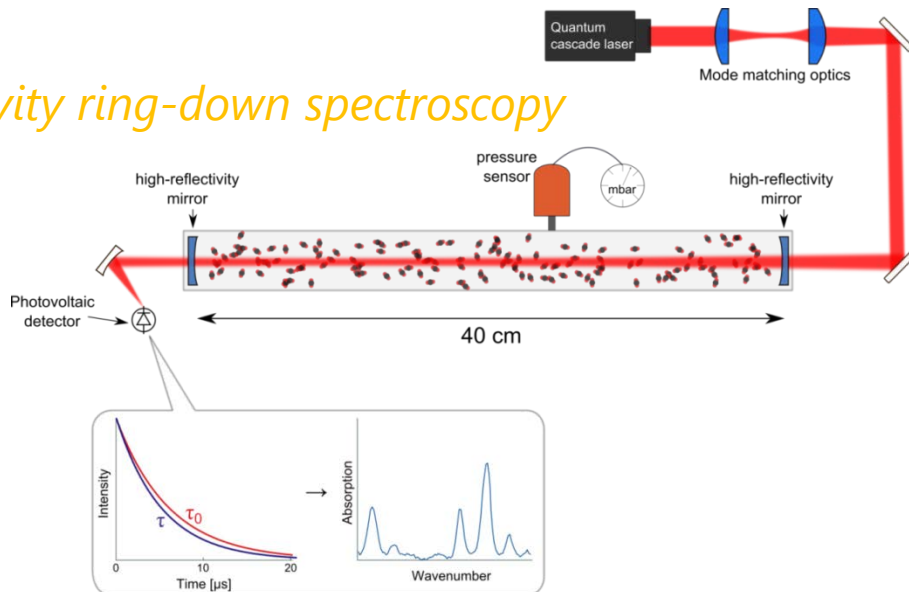 Quantum
cascade laser
Mode matching optics
ring-down spectroscopy
pressure
sensor
mbar
high-reflectivity
mirror
high-reflectivity
mirror
Photovoltaic
detector
40 cm
Intensity
τ
τ0
0
10
20
Time [µs]
→
Absorption
Wavenumber